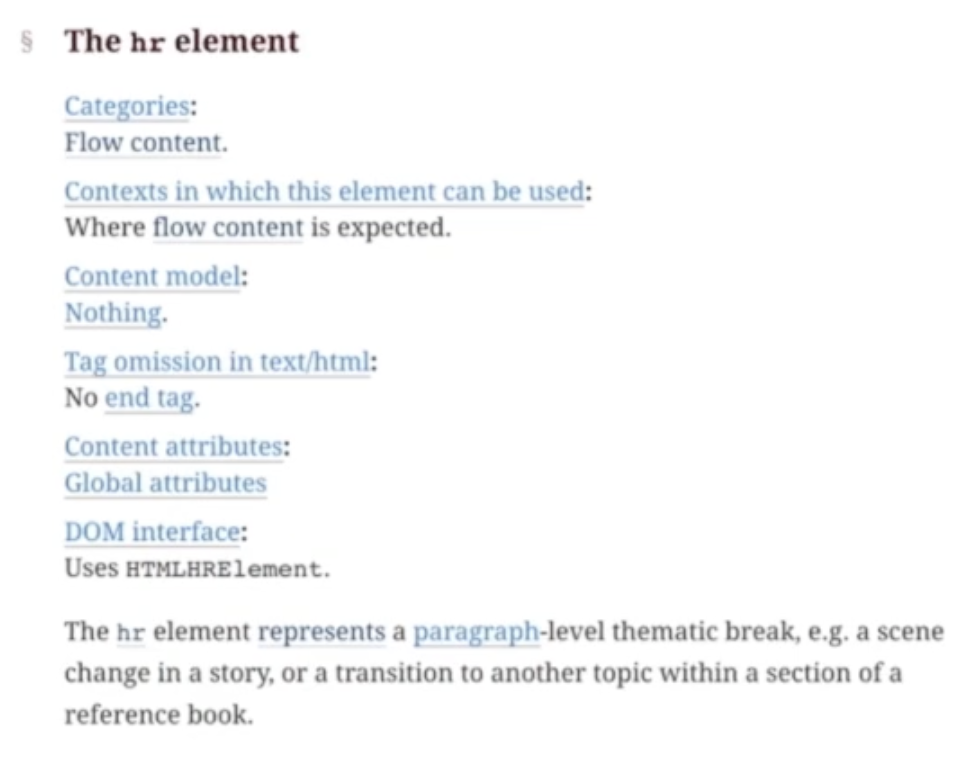 § The hr element
Categories:
Flow content.
Contexts in which this element can be used:
Where flow content is expected.
Content model:
Nothing.
Tag omission in text/html:
No end tag.
Content attributes:
Global attributes
DOM interface:
Uses HTMLHRElement.
The hr element represents a paragraph-level thematic break, e.g. a scene
change in a story, or a transition to another topic within a section of a
reference book.